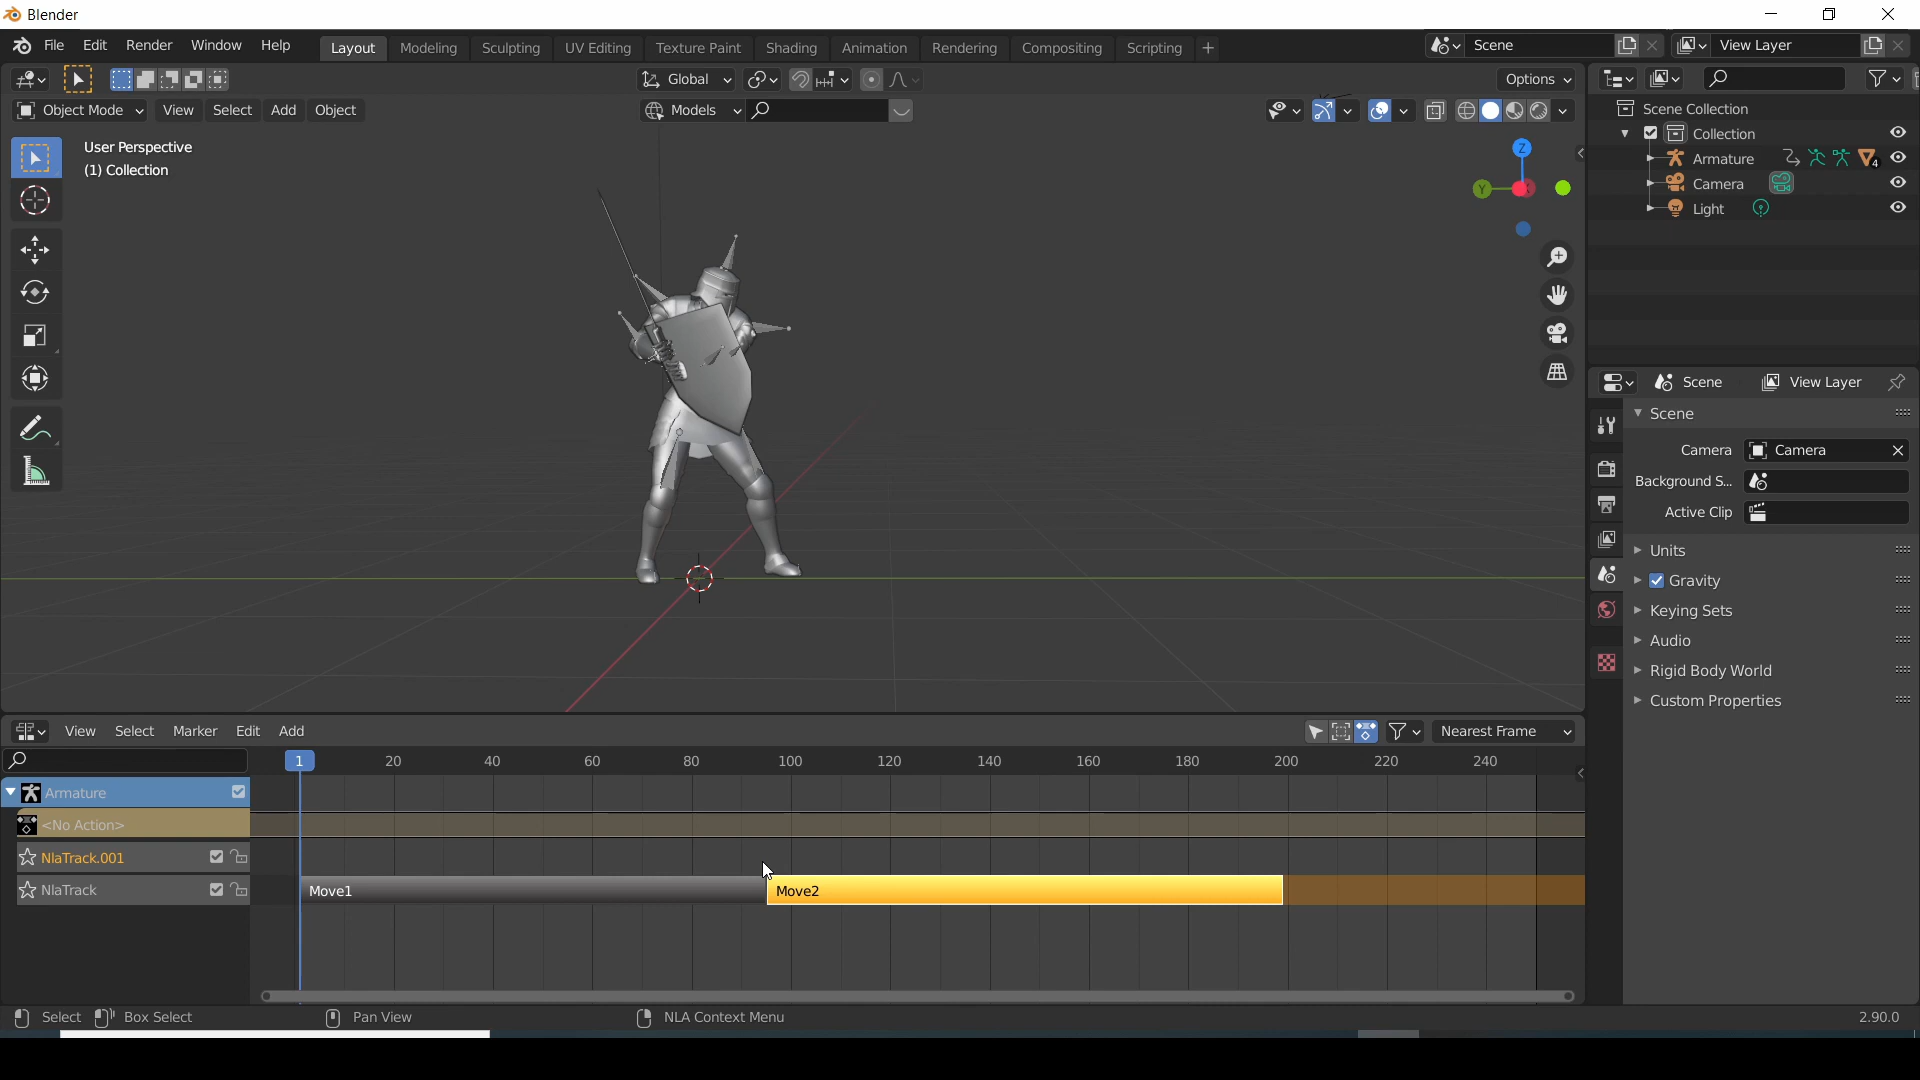 Blender
File Edit Render Window Help Layout Modeling Sculpting UV Editing Texture Paint Shading Animation Rendering Compositing Scripting + Scene View Layer
Global Options
Object Mode View Select Add Object Models
User Perspective
(1) Collection
Z
Y
X
Scene Collection
Collection
Armature 4
Camera
Light
Scene View Layer
Scene
Camera Camera
Background S...
Active Clip
Units
Gravity
Keying Sets
Audio
Rigid Body World
Custom Properties
View Select Marker Edit Add Nearest Frame
1 20 40 60 80 100 120 140 160 180 200 220 240
Armature
<No Action>
NlaTrack.001
NlaTrack Move1 Move2
Select Box Select Pan View NLA Context Menu 2.90.0